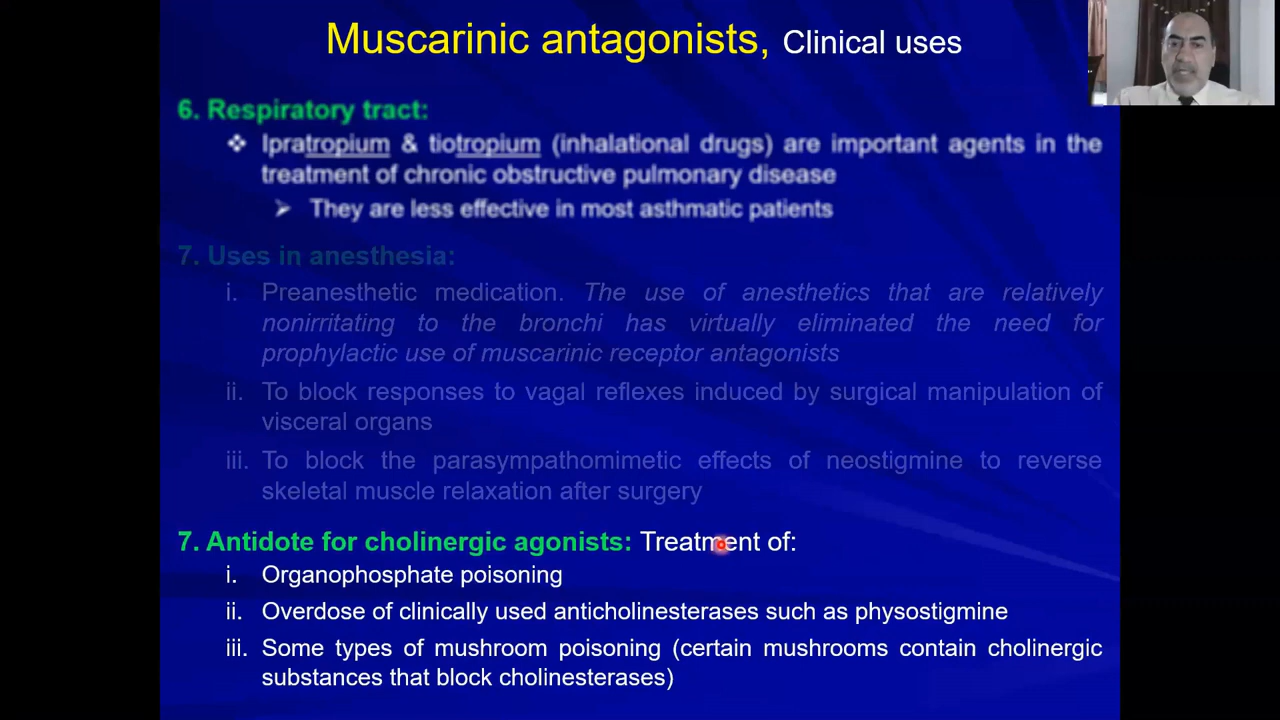 Muscarinic antagonists, Clinical uses
6. Respiratory tract:
❖ Ipratropium & tiotropium (inhalational drugs) are important agents in the
treatment of chronic obstructive pulmonary disease
➢ They are less effective in most asthmatic patients
7. Uses in anesthesia:
i. Preanesthetic medication. The use of anesthetics that are relatively
nonirritating to the bronchi has virtually eliminated the need for
prophylactic use of muscarinic receptor antagonists
ii. To block responses to vagal reflexes induced by surgical manipulation of
visceral organs
iii. To block the parasympathomimetic effects of neostigmine to reverse
skeletal muscle relaxation after surgery
7. Antidote for cholinergic agonists: Treatment of:
i. Organophosphate poisoning
ii. Overdose of clinically used anticholinesterases such as physostigmine
iii. Some types of mushroom poisoning (certain mushrooms contain cholinergic
substances that block cholinesterases)